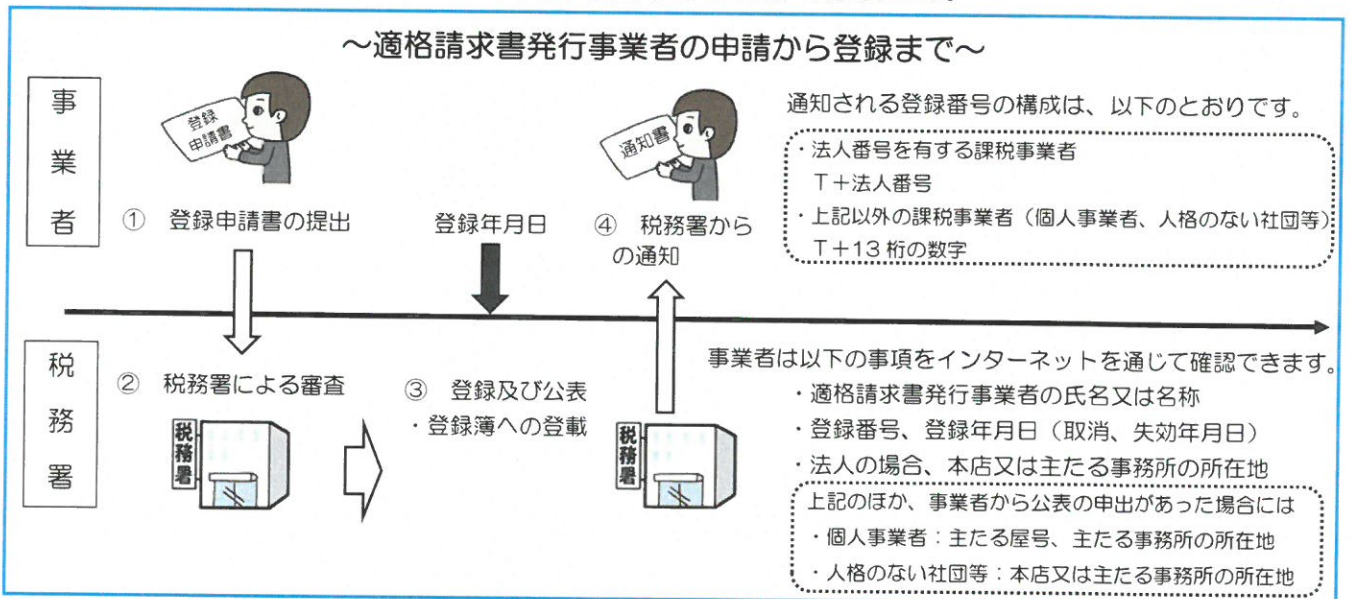 ～適格請求書発行事業者の申請から登録まで～
事業者
登録
申請書
① 登録申請書の提出
登録年月日
通知書
④ 税務署から
の通知
通知される登録番号の構成は、以下のとおりです。
・法人番号を有する課税事業者
T＋法人番号
・上記以外の課税事業者（個人事業者、人格のない社団等）
T＋13 桁の数字
税務署
② 税務署による審査
税務署
③ 登録及び公表
・登録簿への登載
税務署
事業者は以下の事項をインターネットを通じて確認できます。
・適格請求書発行事業者の氏名又は名称
・登録番号、登録年月日（取消、失効年月日）
・法人の場合、本店又は主たる事務所の所在地
上記のほか、事業者から公表の申出があった場合には
・個人事業者：主たる屋号、主たる事務所の所在地
・人格のない社団等：本店又は主たる事務所の所在地